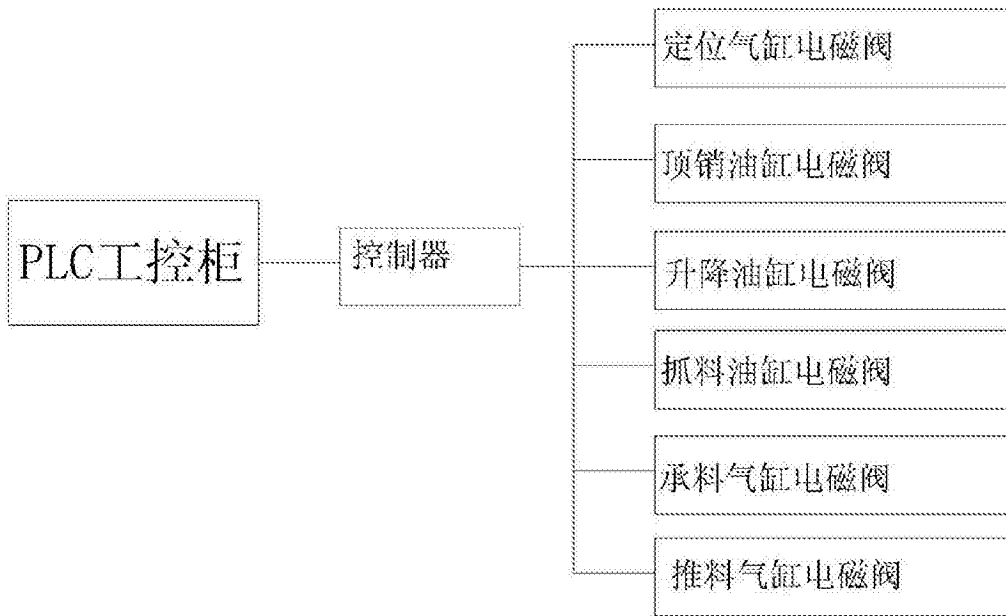 定位气缸电磁阀
顶销油缸电磁阀
PLC工控柜
控制器
升降油缸电磁阀
抓料油缸电磁阀
承料气缸电磁阀
推料气缸电磁阀